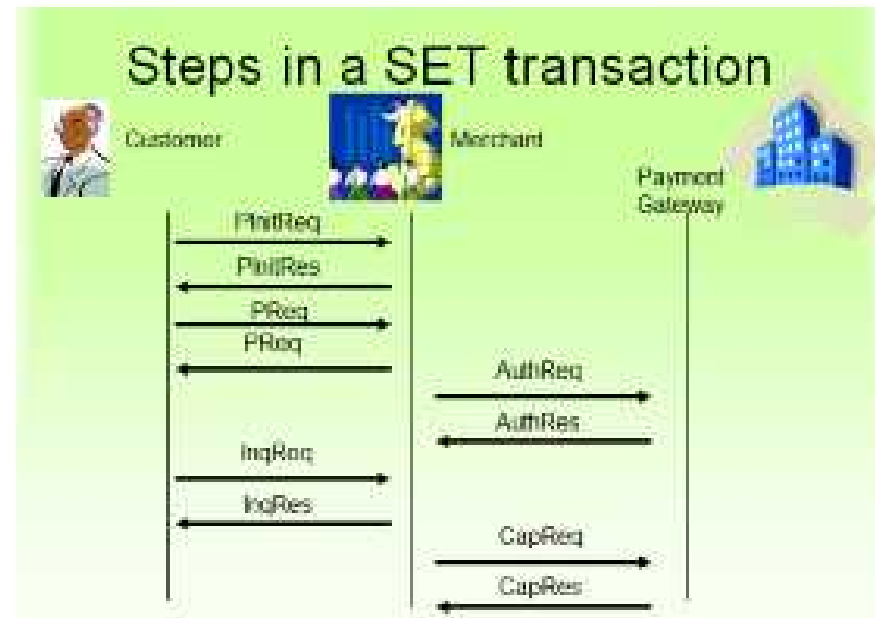 Steps in a SET transaction
Customer
Merchant
Payment
Gateway
PInitReq
PInitRes
PReq
PReq
AuthReq
AuthRes
InqReq
InqRes
CapReq
CapRes